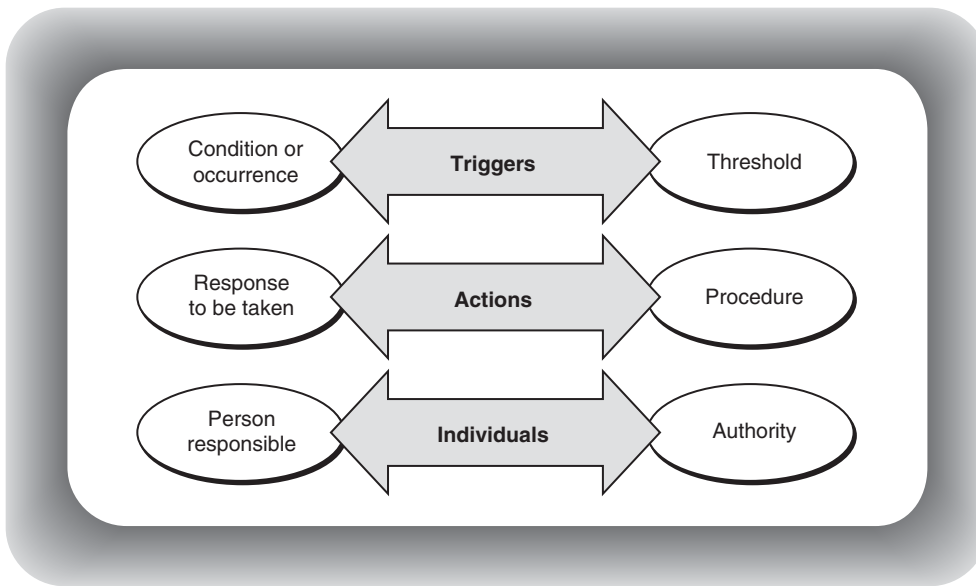 Condition or
occurrence
Triggers
Threshold
Response
to be taken
Actions
Procedure
Person
responsible
Individuals
Authority